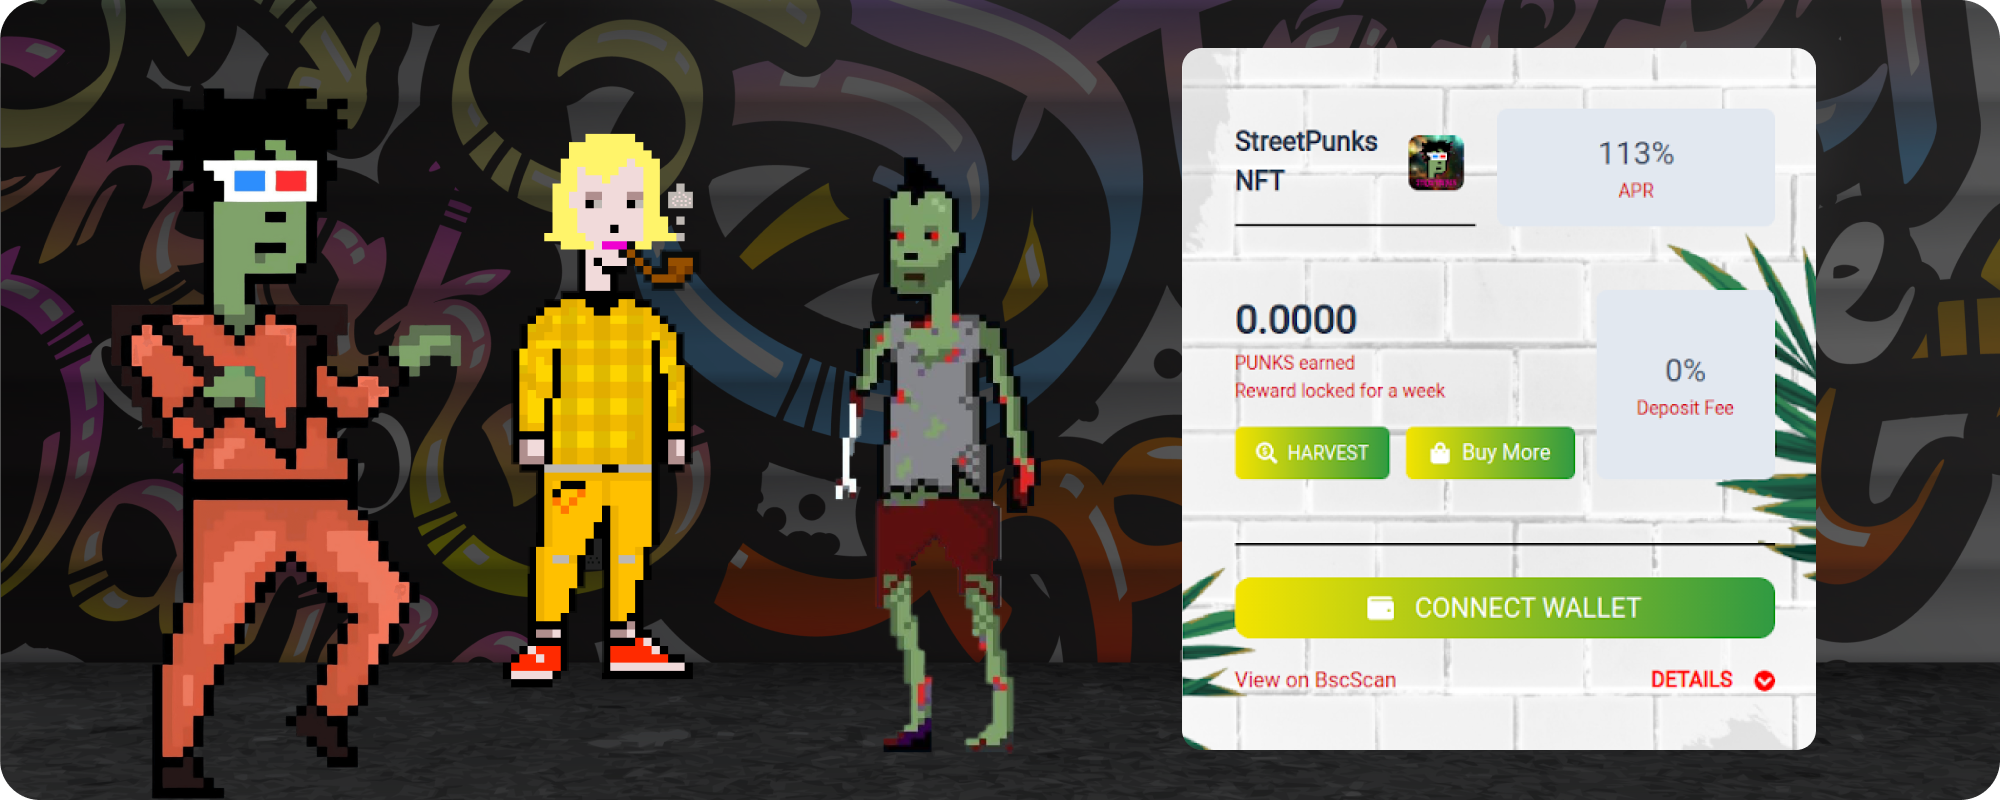 StreetPunks
NFT
113%
APR
0.0000
PUNKS earned
Reward locked for a week
0%
Deposit Fee
HARVEST
Buy More
CONNECT WALLET
View on BscScan
DETAILS